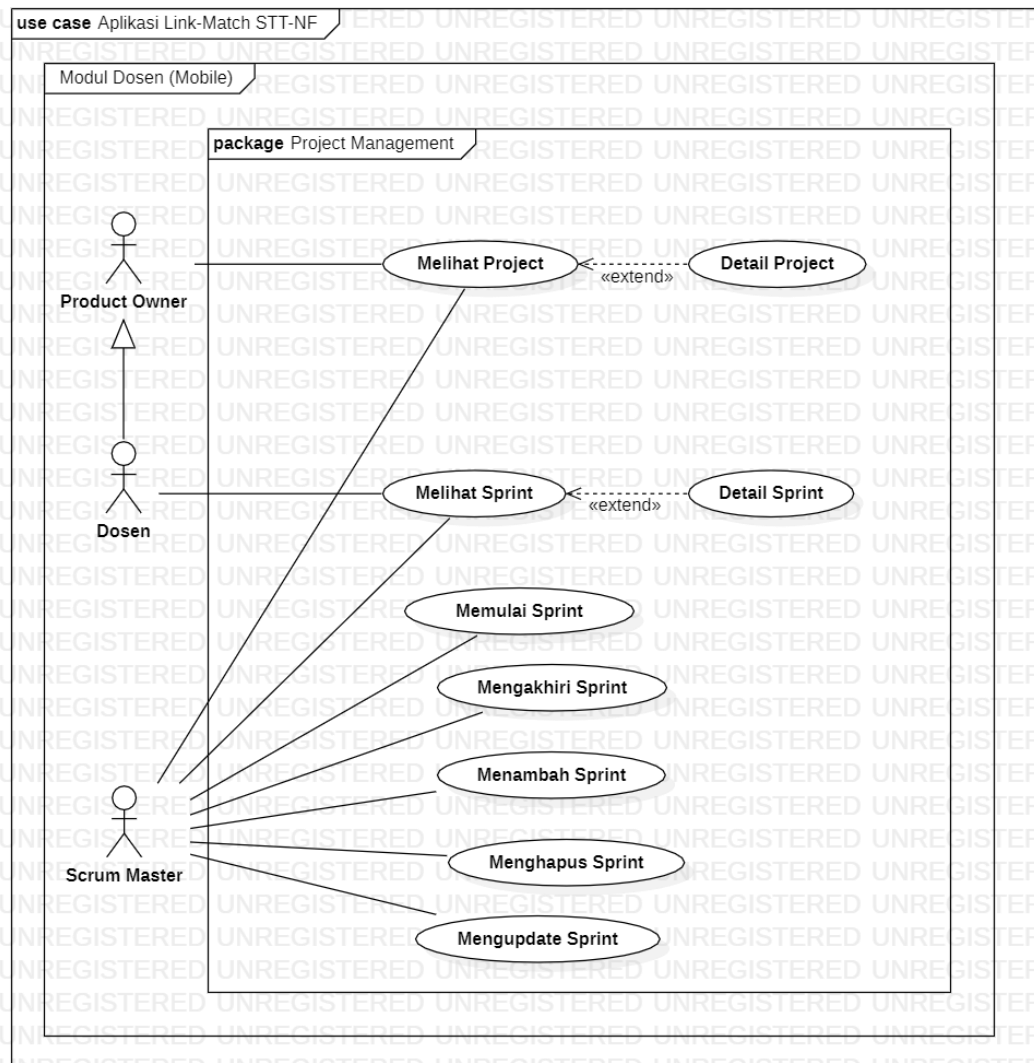 use case Aplikasi Link-Match STT-NF
Modul Dosen (Mobile)
package Project Management
Product Owner
Melihat Project
«extend»
Detail Project
Dosen
Melihat Sprint
«extend»
Detail Sprint
Memulai Sprint
Mengakhiri Sprint
Menambah Sprint
Scrum Master
Menghapus Sprint
Mengupdate Sprint
UNREGISTERED